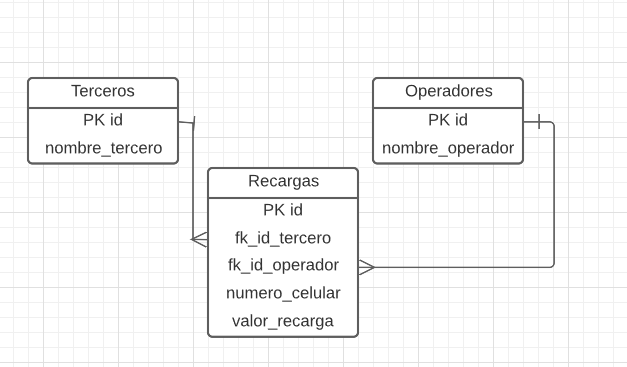 Terceros
PK id
nombre_tercero
Operadores
PK id
nombre_operador
Recargas
PK id
fk_id_tercero
fk_id_operador
numero_celular
valor_recarga